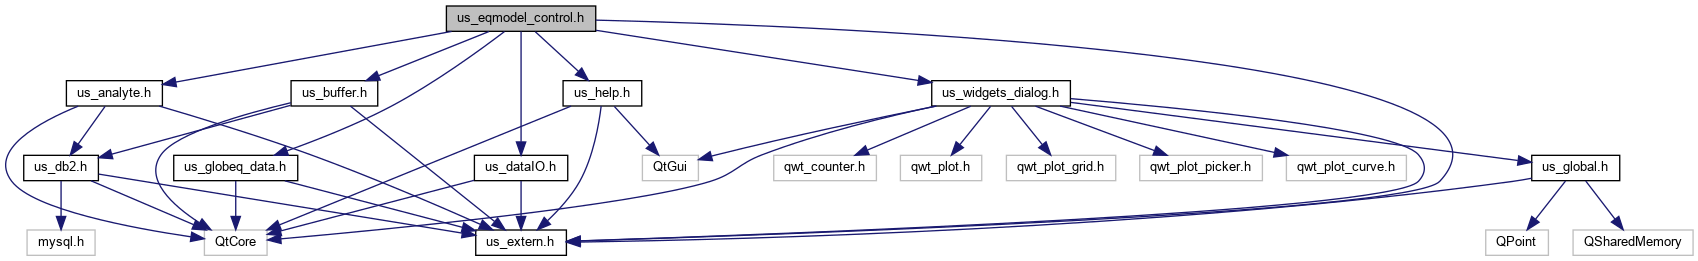 us_eqmodel_control.h
us_analyte.h
us_buffer.h
us_help.h
us_widgets_dialog.h
us_db2.h
us_globeq_data.h
us_dataIO.h
QtGui
qwt_counter.h
qwt_plot.h
qwt_plot_grid.h
qwt_plot_picker.h
qwt_plot_curve.h
us_global.h
mysql.h
QtCore
us_extern.h
QPoint
QSharedMemory